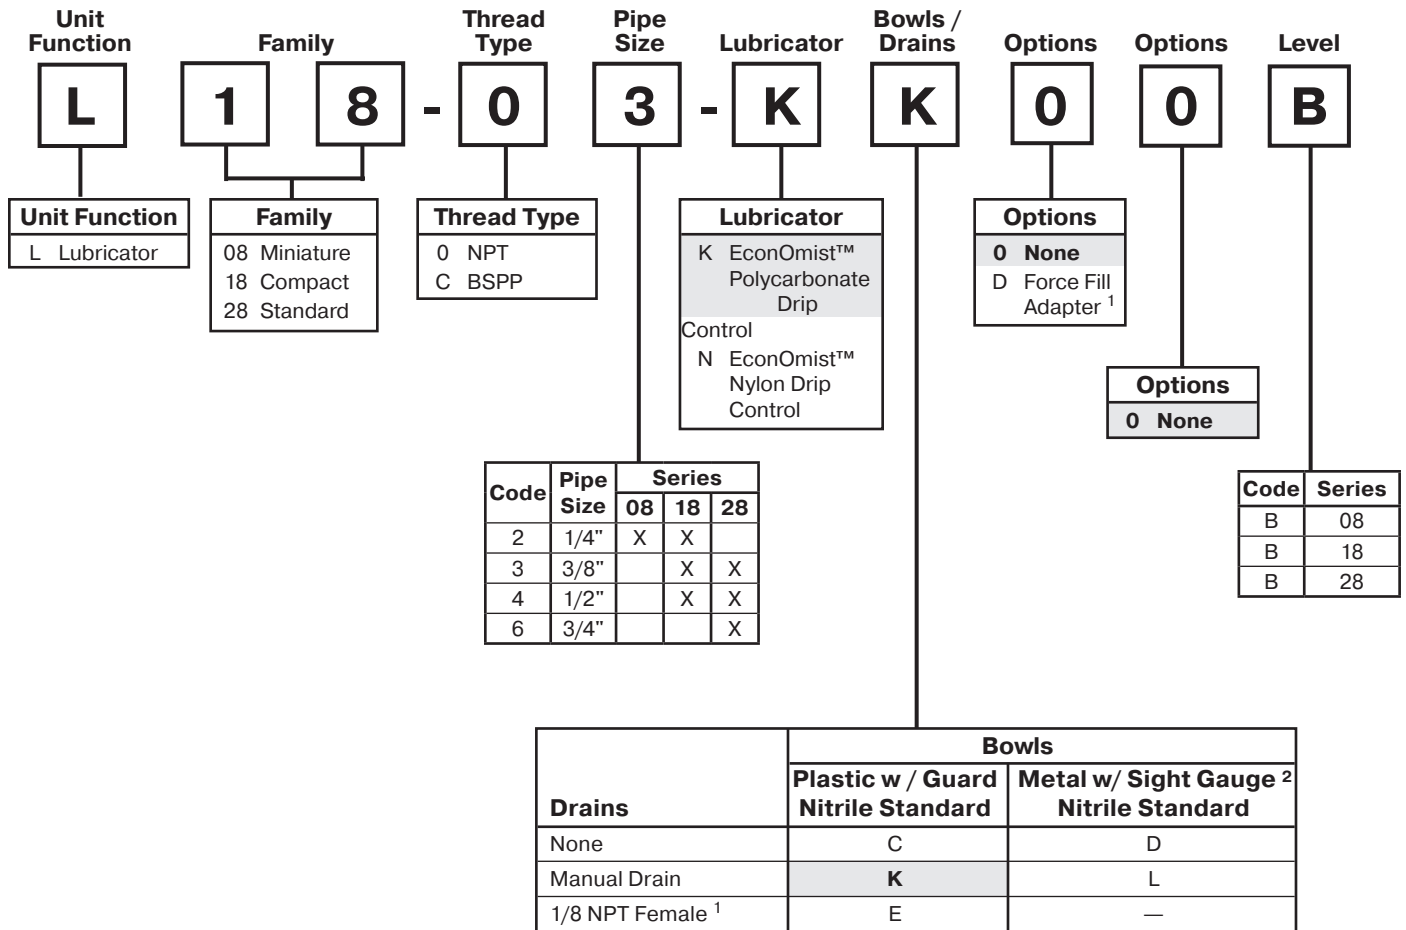 Unit
Function
Family
Thread
Type
Pipe
Size
Lubricator
Bowls /
Drains
Options
Options
Level
L 1 8 - 0 3 - K K 0 0 B
Unit Function
L Lubricator
Family
08 Miniature
18 Compact
28 Standard
Thread Type
0 NPT
C BSPP
Lubricator
K EconOmist™
Polycarbonate
Drip
Control
N EconOmist™
Nylon Drip
Control
Options
0 None
D Force Fill
Adapter 1
Options
0 None
Code Pipe Size Series
08 18 28
2 1/4" X X
3 3/8" X X
4 1/2" X X
6 3/4" X
Code Series
B 08
B 18
B 28
Bowls
Drains
Plastic w / Guard
Nitrile Standard
Metal w/ Sight Gauge 2
Nitrile Standard
None C D
Manual Drain K L
1/8 NPT Female 1 E —